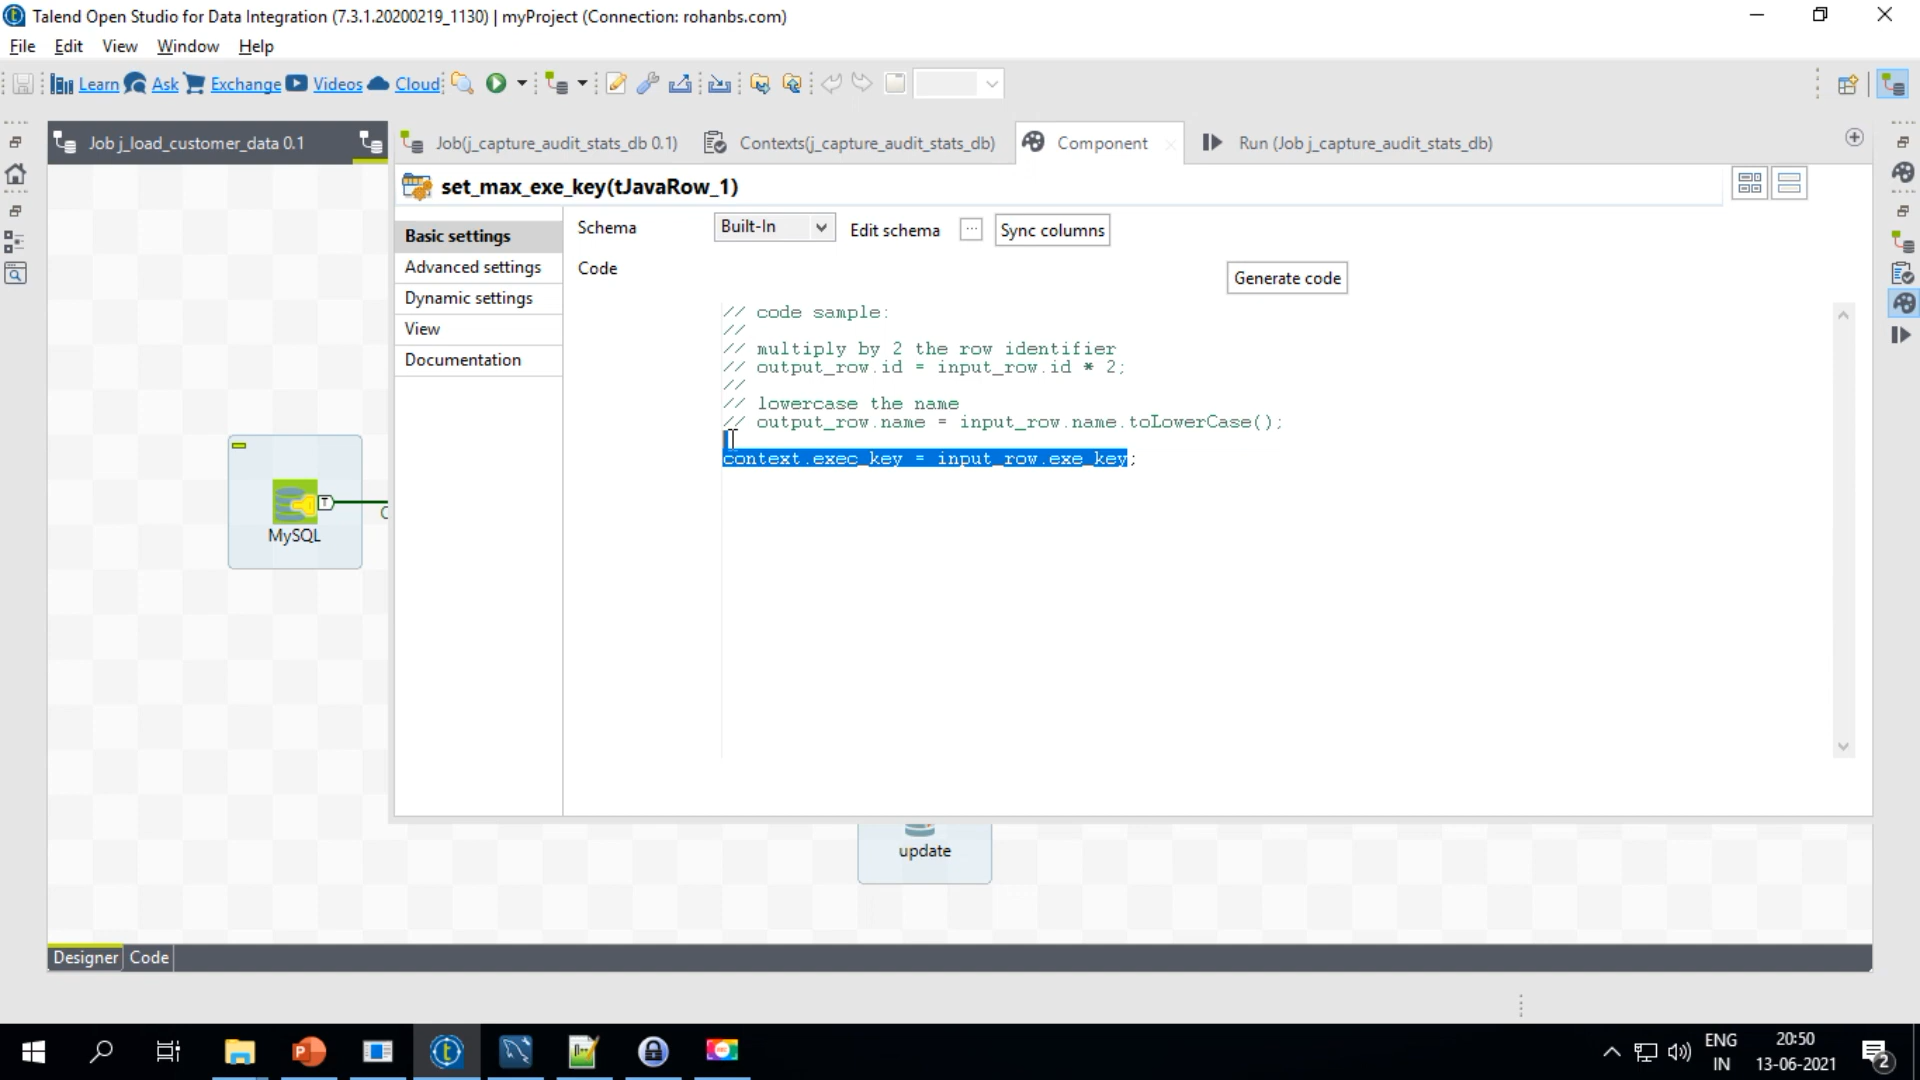 Talend Open Studio for Data Integration (7.3.1.20200219_1130) | myProject (Connection: rohanbs.com)
File Edit View Window Help
Learn Ask Exchange Videos Cloud
Job j_load_customer_data 0.1
Job(j_capture_audit_stats_db 0.1) Contexts(j_capture_audit_stats_db) Component Run (Job j_capture_audit_stats_db)
set_max_exe_key(tJavaRow_1)
Basic settings
Advanced settings
Dynamic settings
View
Documentation
Schema Built-In Edit schema ... Sync columns
Code
Generate code
// code sample:
//
// multiply by 2 the row identifier
// output_row.id = input_row.id * 2;
//
// lowercase the name
// output_row.name = input_row.name.toLowerCase();
context.exec_key = input_row.exe_key;
T
MySQL
update
Designer Code
ENG
IN
20:50
13-06-2021
2